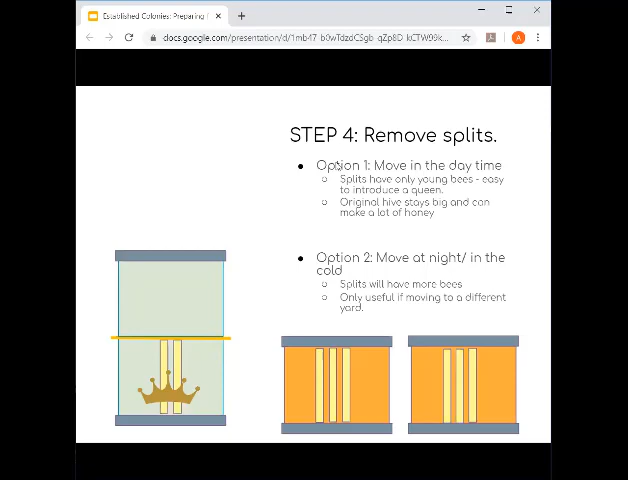 Established Colonies: Preparing f
docs.google.com/presentation/d/1mb47-b0wTdzdCSgb-qZp8D_kCTW99k...
A
STEP 4: Remove splits.
Option 1: Move in the day time
Splits have only young bees - easy
to introduce a queen.
Original hive stays big and can
make a lot of honey
Option 2: Move at night/ in the
cold
Splits will have more bees
Only useful if moving to a different
yard.